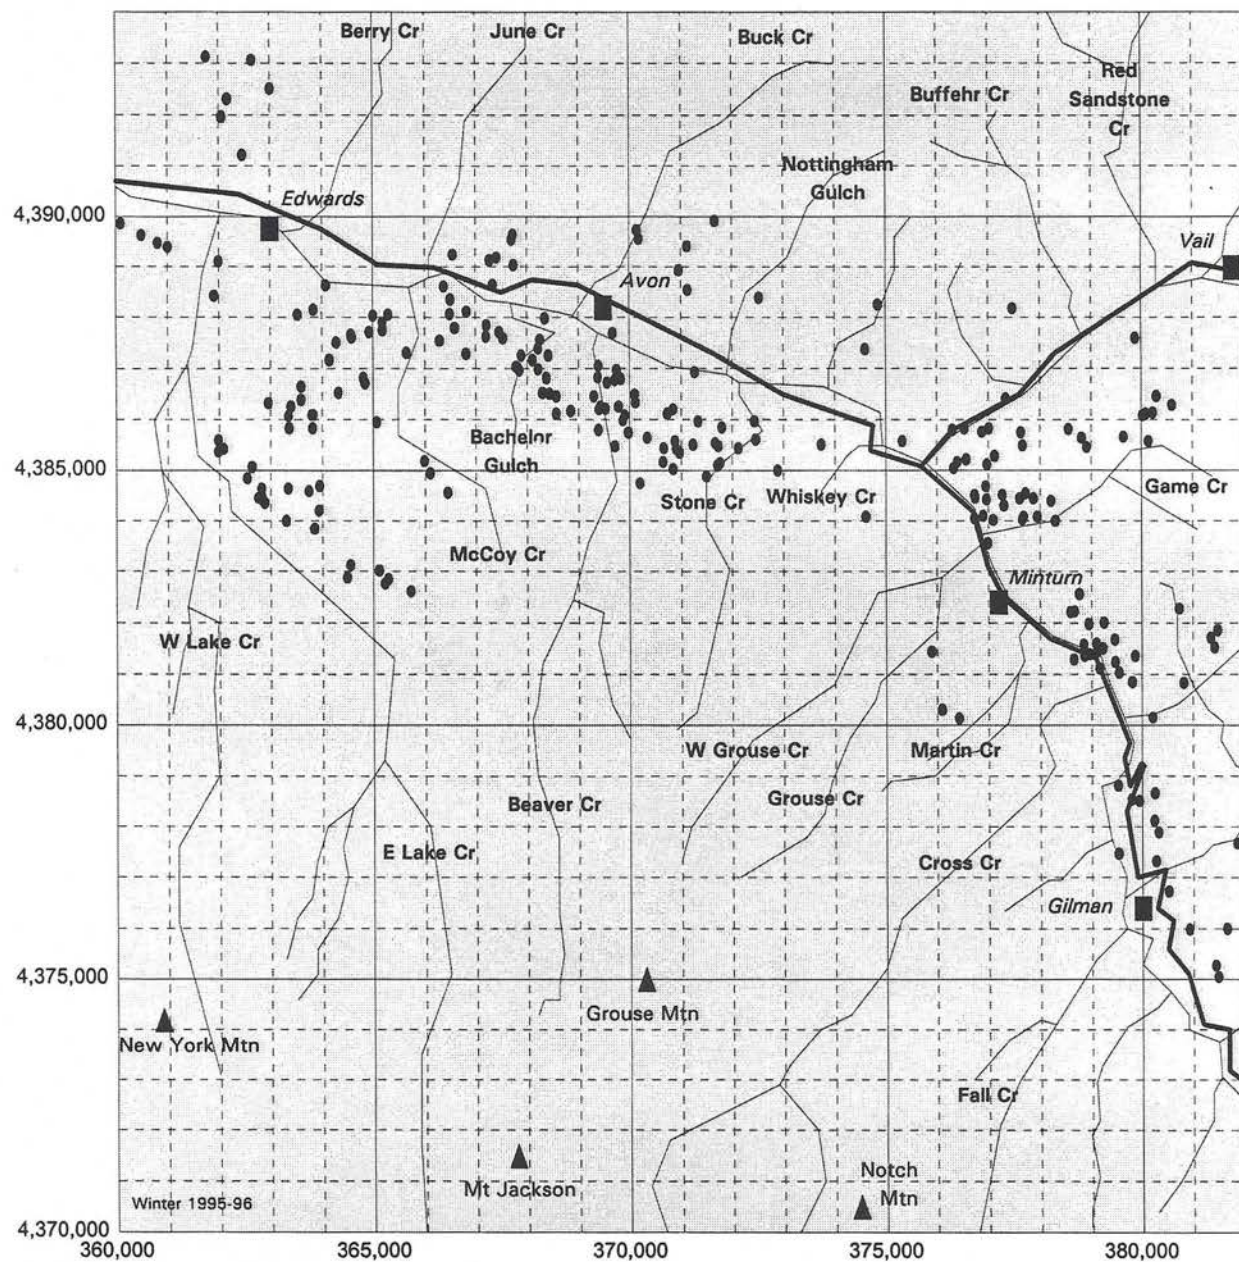 Berry Cr
June Cr
Buck Cr
Red
Sandstone
Cr
Buffehr Cr
Nottingham
Gulch
Edwards
4,390,000
Vail
Avon
Bachelor
Gulch
4,385,000
Stone Cr
Whiskey Cr
Game Cr
McCoy Cr
Minturn
W Lake Cr
4,380,000
W Grouse Cr
Martin Cr
Grouse Cr
Beaver Cr
E Lake Cr
Cross Cr
Gilman
4,375,000
Grouse Mtn
New York Mtn
Fall Cr
Mt Jackson
Notch
Mtn
Winter 1995-96
4,370,000
360,000
365,000
370,000
375,000
380,000